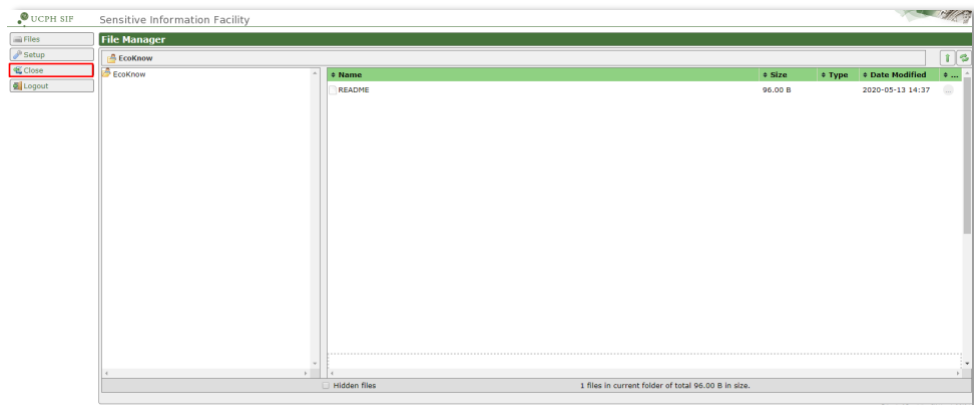 UCPH SIF
Sensitive Information Facility
Files
Setup
Close
Logout
File Manager
EcoKnow
EcoKnow
Name Size Type Date Modified ...
README 96.00 B 2020-05-13 14:37
Hidden files
1 files in current folder of total 96.00 B in size.